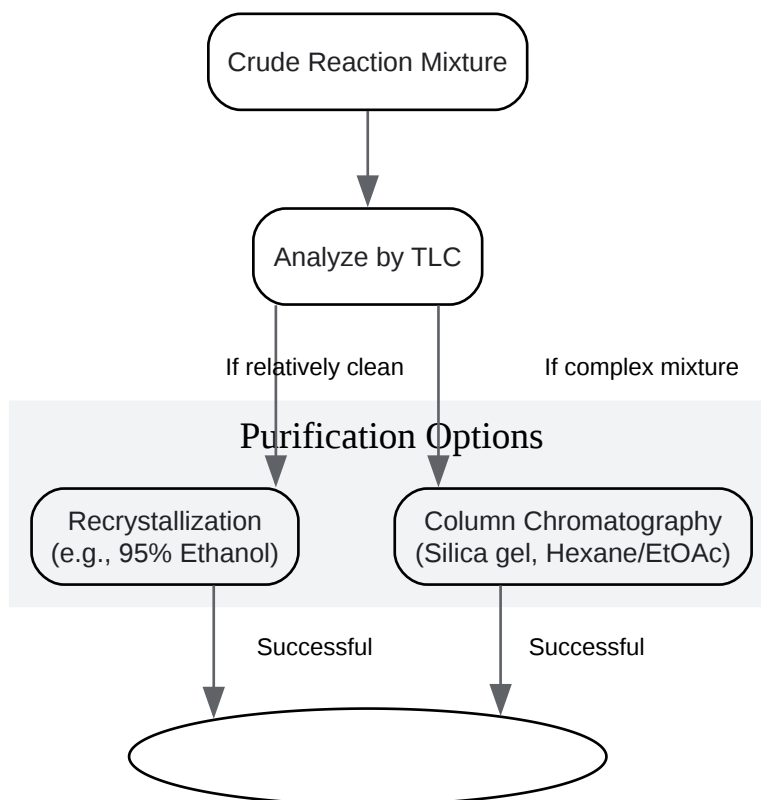 Crude Reaction Mixture
Analyze by TLC
If relatively clean
If complex mixture
Purification Options
Recrystallization
(e.g., 95% Ethanol)
Column Chromatography
(Silica gel, Hexane/EtOAc)
Successful
Successful